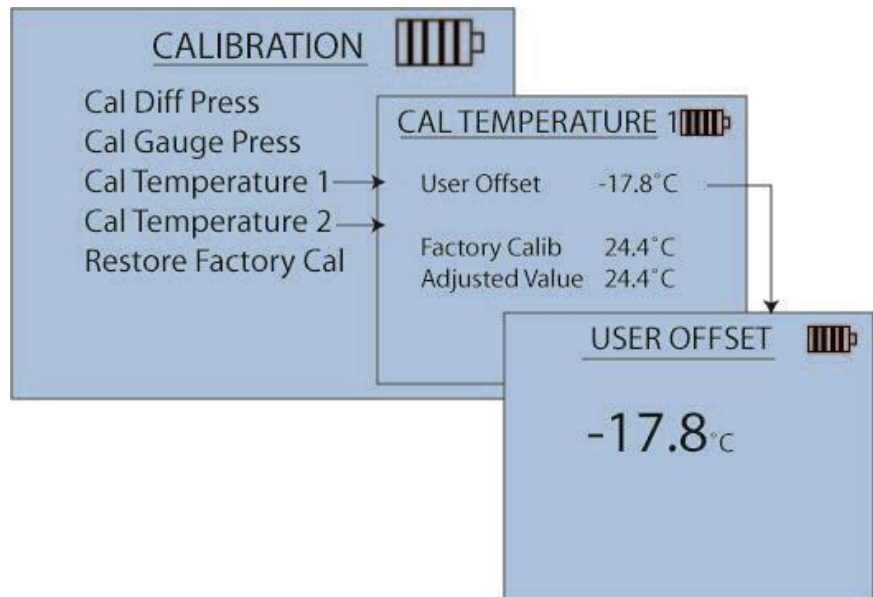 CALIBRATION
Cal Diff Press
Cal Gauge Press
Cal Temperature 1
Cal Temperature 2
Restore Factory Cal
CAL TEMPERATURE 1
User Offset -17.8˚C
Factory Calib 24.4˚C
Adjusted Value 24.4˚C
USER OFFSET
-17.8˚C